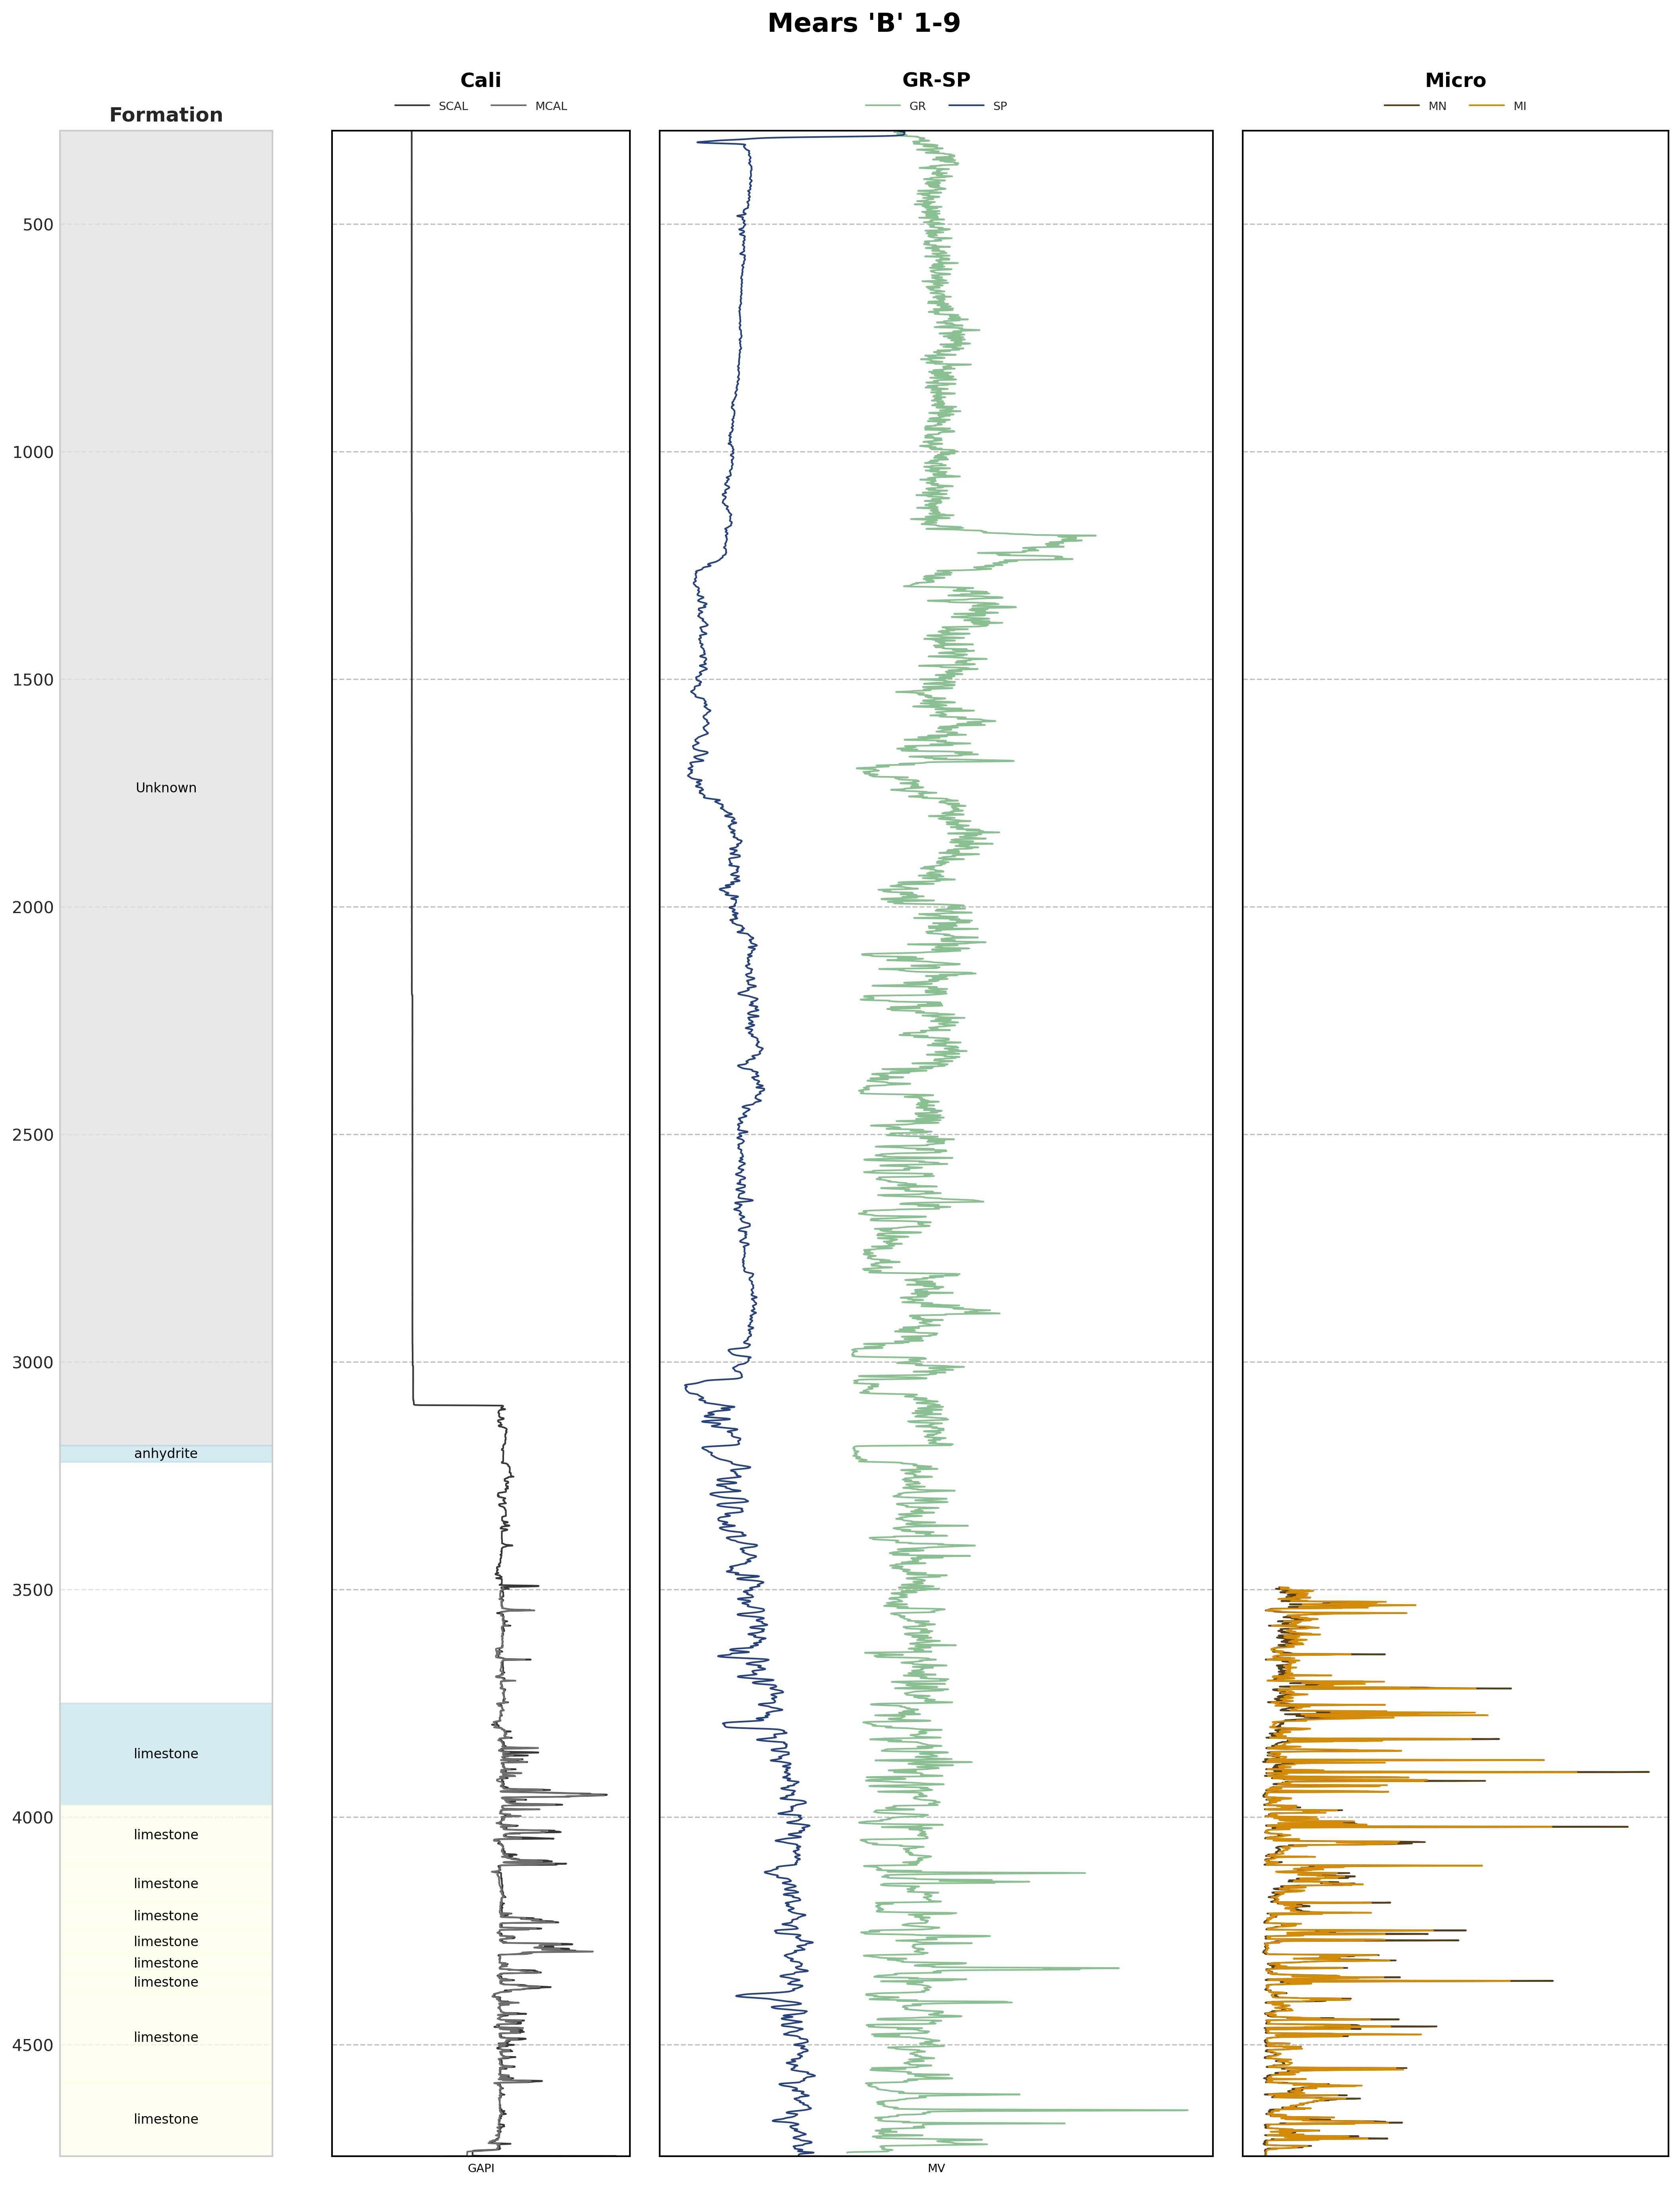 Mears 'B' 1-9
Formation
Cali
SCAL MCAL
GR-SP
GR SP
Micro
MN MI
500
1000
1500
Unknown
2000
2500
3000
anhydrite
3500
limestone
4000
limestone
limestone
limestone
limestone
limestone
limestone
limestone
4500
limestone
GAPI
MV